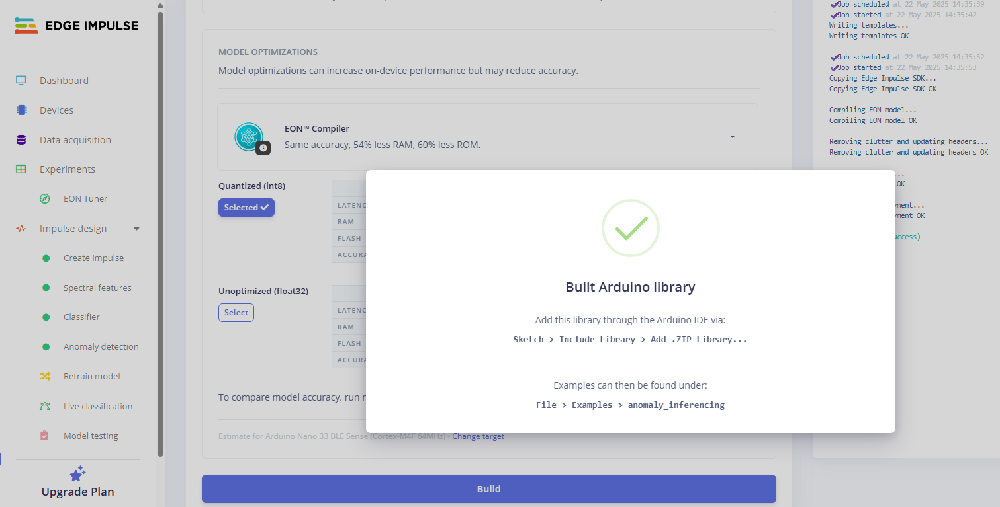 EDGE IMPULSE
Dashboard
Devices
Data acquisition
Experiments
EON Tuner
Impulse design
Create impulse
Spectral features
Classifier
Anomaly detection
Retrain model
Live classification
Model testing
Upgrade Plan
MODEL OPTIMIZATIONS
Model optimizations can increase on-device performance but may reduce accuracy.
EON™ Compiler
Same accuracy, 54% less RAM, 60% less ROM.
Quantized (int8)
Selected
LATENC
RAM
FLASH
ACCURA
Unoptimized (float32)
Select
LATENC
RAM
FLASH
ACCURA
To compare model accuracy, run
Estimate for Arduino Nano 33 BLE Sense (Cortex-M4F 64MHz) - Change target
Build
Built Arduino library
Add this library through the Arduino IDE via:
Sketch > Include Library > Add .ZIP Library...
Examples can then be found under:
File > Examples > anomaly_inferencing
Job scheduled at 22 May 2025 14:35:39
Job started at 22 May 2025 14:35:42
Writing templates...
Writing templates OK
Job scheduled at 22 May 2025 14:35:52
Job started at 22 May 2025 14:35:53
Copying Edge Impulse SDK...
Copying Edge Impulse SDK OK
Compiling EON model...
Compiling EON model OK
Removing clutter and updating headers...
Removing clutter and updating headers OK
..
OK
ment...
ment OK
uccess)